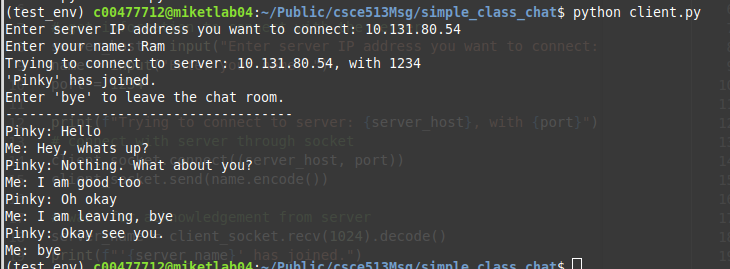 (test_env) c00477712@miketlab04:~/Public/csce513Msg/simple_class_chat$ python client.py
Enter server IP address you want to connect: 10.131.80.54
Enter your name: Ram
Trying to connect to server: 10.131.80.54, with 1234
'Pinky' has joined.
Enter 'bye' to leave the chat room.
-----------------------------------
Pinky: Hello
Me: Hey, whats up?
Pinky: Nothing. What about you?
Me: I am good too
Pinky: Oh okay
Me: I am leaving, bye
Pinky: Okay see you.
Me: bye
(test_env) c00477712@miketlab04:~/Public/csce513Msg/simple_class_chat$